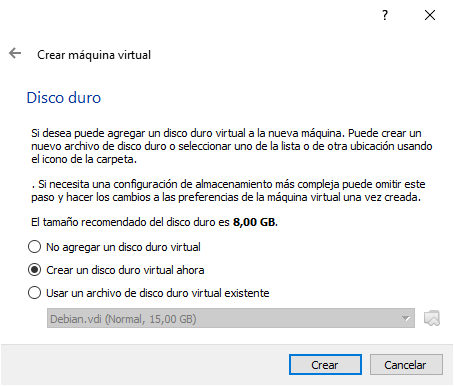 ?
Crear máquina virtual
Disco duro
Si desea puede agregar un disco duro virtual a la nueva máquina. Puede crear un
nuevo archivo de disco duro o seleccionar uno de la lista o de otra ubicación usando
el icono de la carpeta.
. Si necesita una configuración de almacenamiento más compleja puede omitir este
paso y hacer los cambios a las preferencias de la máquina virtual una vez creada.
El tamaño recomendado del disco duro es 8,00 GB.
No agregar un disco duro virtual
Crear un disco duro virtual ahora
Usar un archivo de disco duro virtual existente
Debian.vdi (Normal, 15,00 GB)
Crear
Cancelar